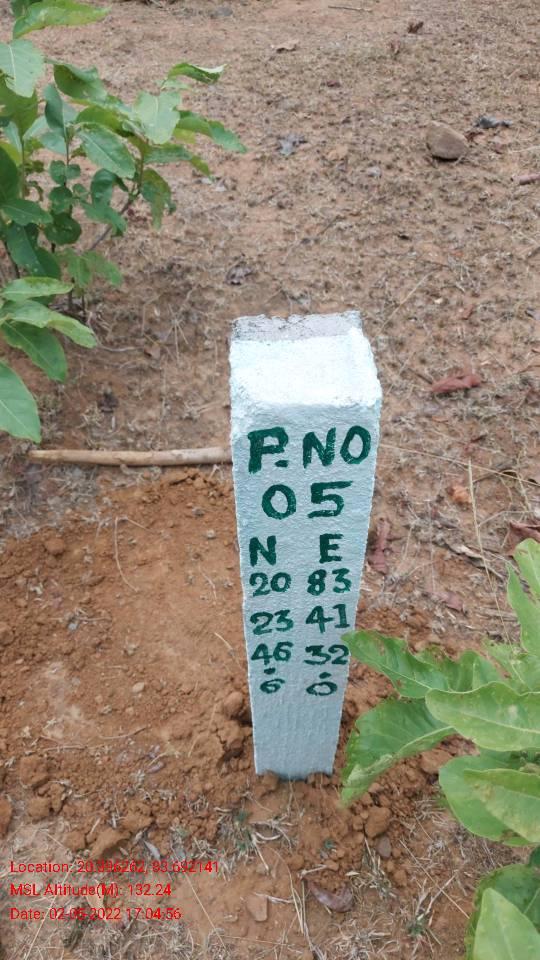 P.NO
05
N E
20 83
23 41
46 32
. .
6 0
Location: 20.396262, 83.692141
MSL Altitude(M): 132.24
Date: 02-05-2022 17:04:56